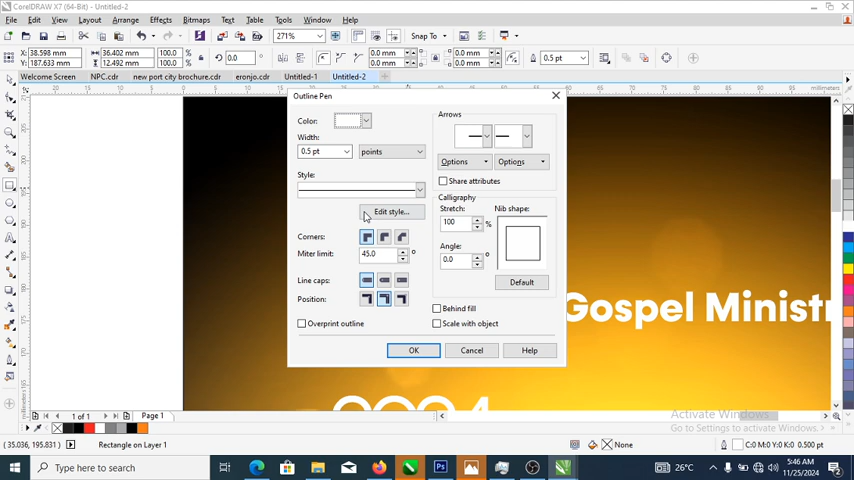 CorelDRAW X7 (64-Bit) - Untitled-2
File Edit View Layout Arrange Effects Bitmaps Text Table Tools Window Help
271% Snap To
X: 38.598 mm 36.402 mm 100.0 % 0.0 ° 0.0 mm 0.0 mm 0.5 pt
Y: 187.633 mm 12.492 mm 100.0 % 0.0 mm 0.0 mm
Welcome Screen NPC.cdr new port city brochure.cdr eronjo.cdr Untitled-1 Untitled-2
millimeters
Outline Pen
Color:
Width:
0.5 pt points
Style:
Edit style...
Corners:
Miter limit: 45.0 °
Line caps:
Position:
Overprint outline
Arrows
Options Options
Share attributes
Calligraphy
Stretch: Nib shape:
100 %
Angle:
0.0 °
Default
Behind fill
Scale with object
OK Cancel Help
Gospel Ministr
2024
Activate Windows
Go to Settings to activate Windows.
1 of 1 Page 1
(35.036, 195.831) Rectangle on Layer 1 None C:0 M:0 Y:0 K:0 0.500 pt
Type here to search 26°C 5:46 AM
11/25/2024